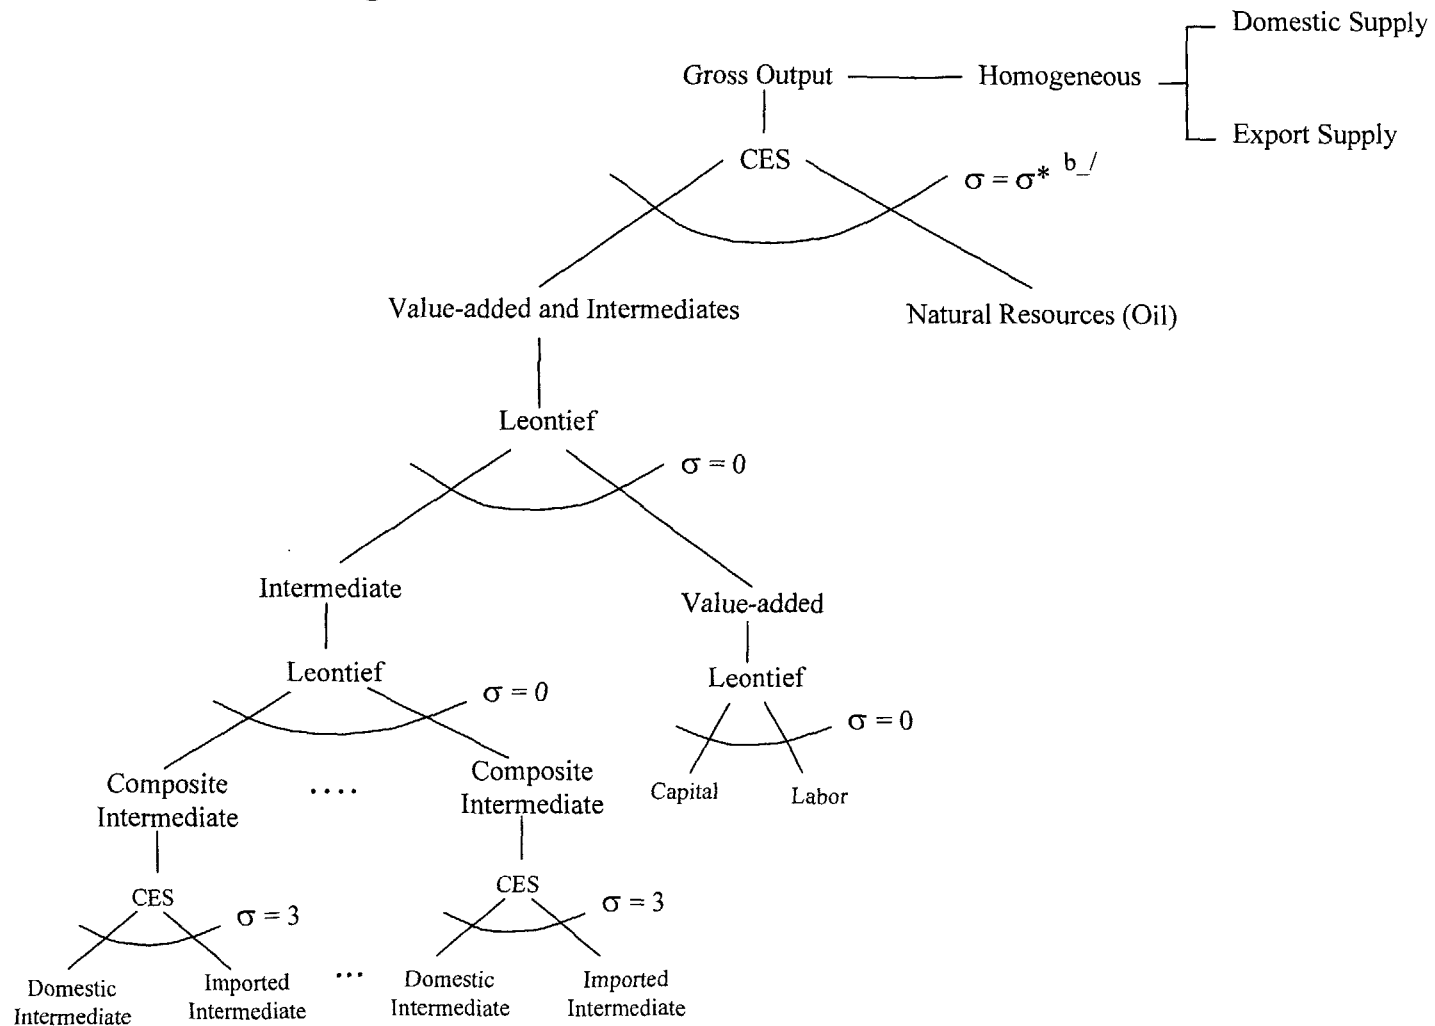 Domestic Supply
Gross Output
Homogeneous
Export Supply
CES
σ = σ* b_/
Value-added and Intermediates
Natural Resources (Oil)
Leontief
σ = 0
Intermediate
Value-added
Leontief
σ = 0
Leontief
σ = 0
Composite
Intermediate
....
Composite
Intermediate
Capital
Labor
CES
σ = 3
CES
σ = 3
Domestic
Intermediate
Imported
Intermediate
...
Domestic
Intermediate
Imported
Intermediate